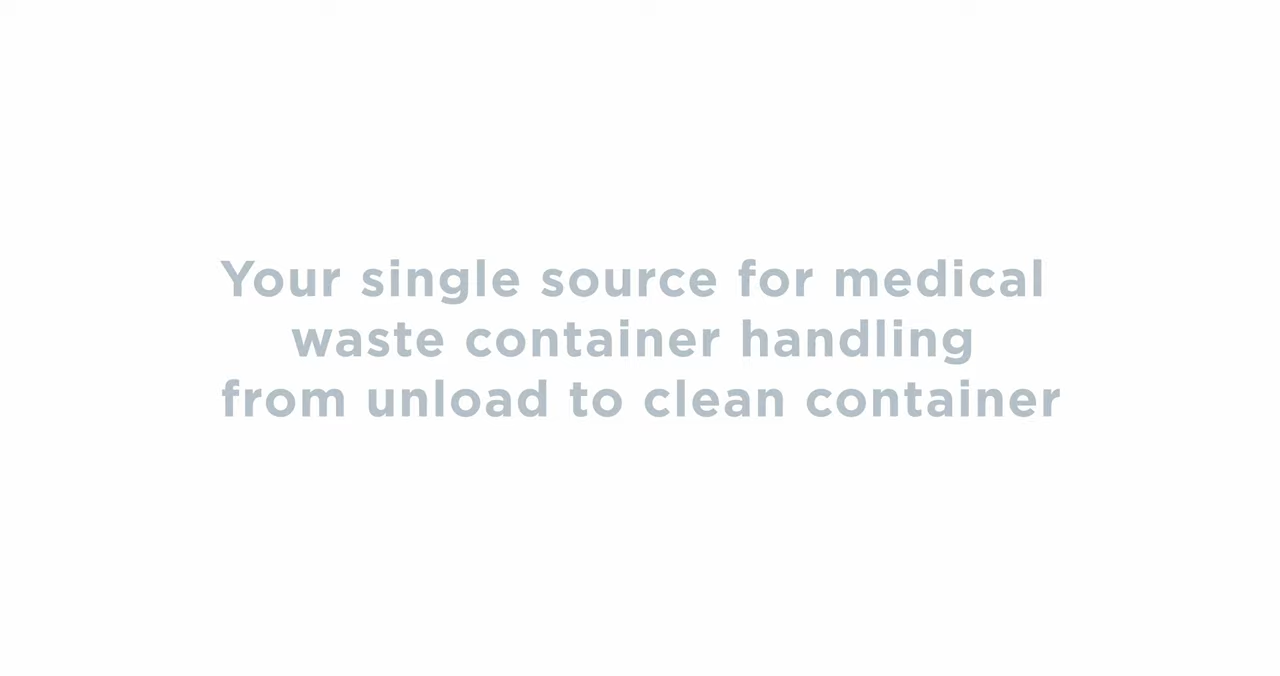 Your single source for medical
waste container handling
from unload to clean container